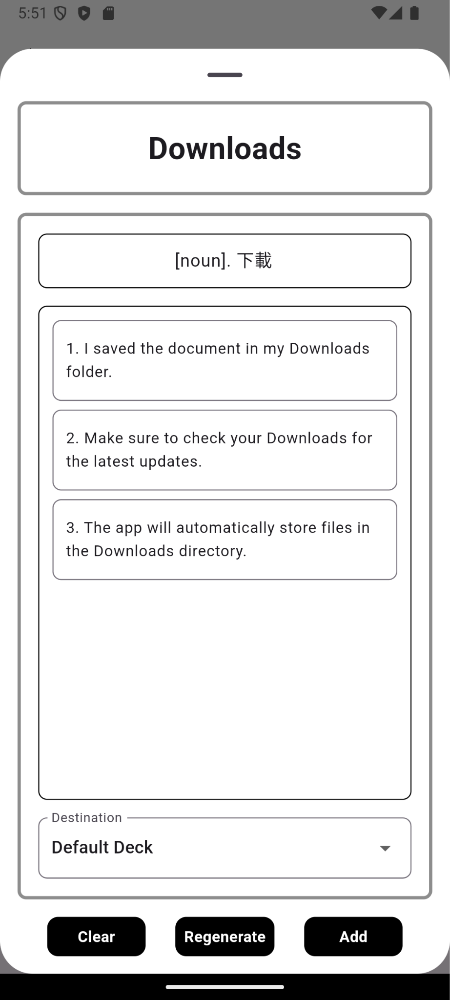 5:51
Downloads
[noun]. 下載
1. I saved the document in my Downloads
folder.
2. Make sure to check your Downloads for
the latest updates.
3. The app will automatically store files in
the Downloads directory.
Destination
Default Deck
Clear
Regenerate
Add